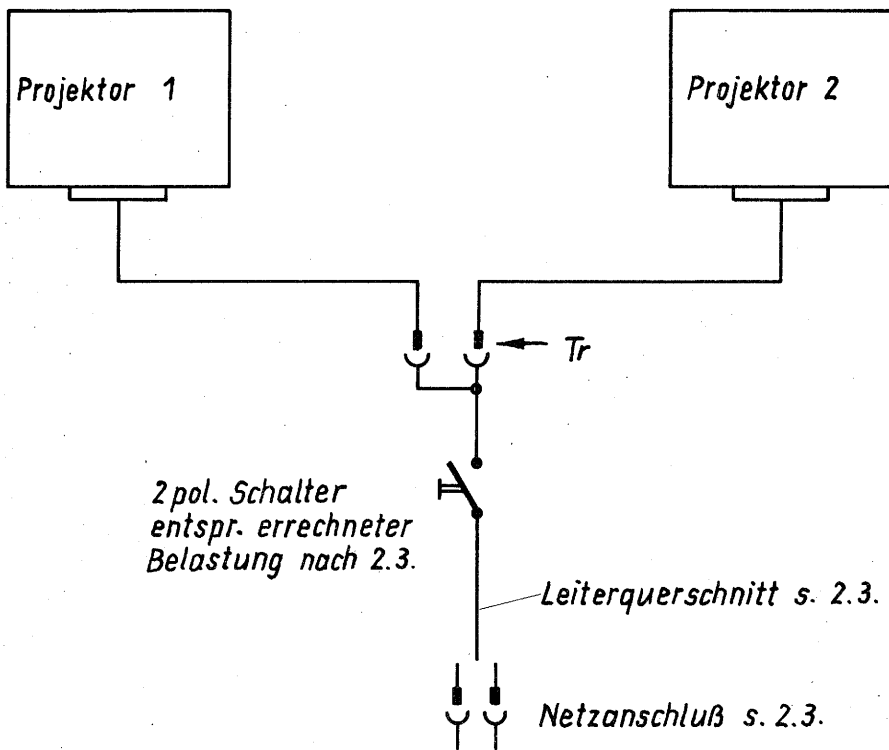 Projektor 1
Projektor 2
Tr
2pol. Schalter
entspr. errechneter
Belastung nach 2.3.
Leiterquerschnitt s. 2.3.
Netzanschluß s. 2.3.